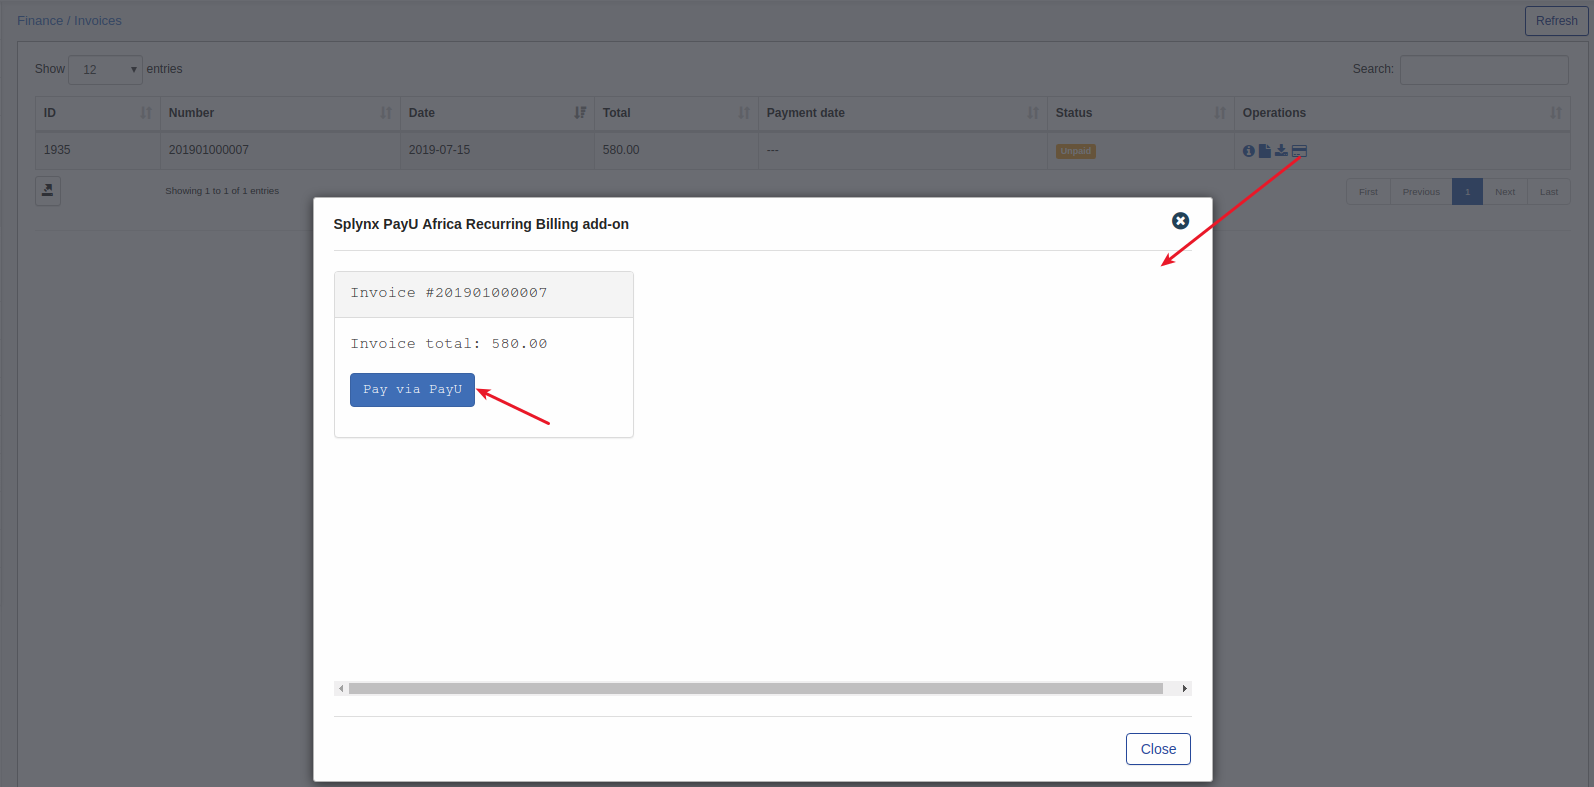 Finance / Invoices
Refresh
Show 12 entries
Search:
ID Number Date Total Payment date Status Operations
1935 201901000007 2019-07-15 580.00 --- Unpaid
Showing 1 to 1 of 1 entries
First Previous 1 Next Last
Splynx PayU Africa Recurring Billing add-on
Invoice #201901000007
Invoice total: 580.00
Pay via PayU
Close